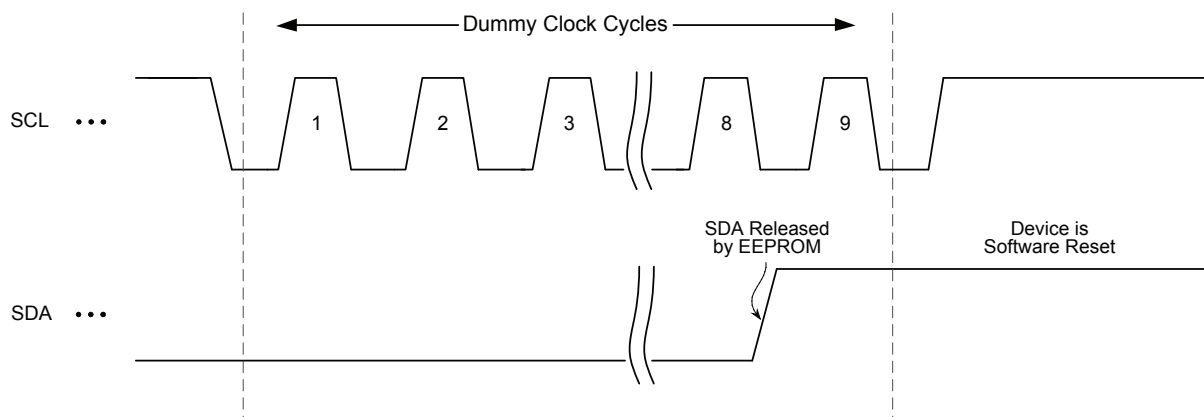 Dummy Clock Cycles
SCL •••
1
2
3
8
9
SDA Released
by EEPROM
Device is
Software Reset
SDA •••